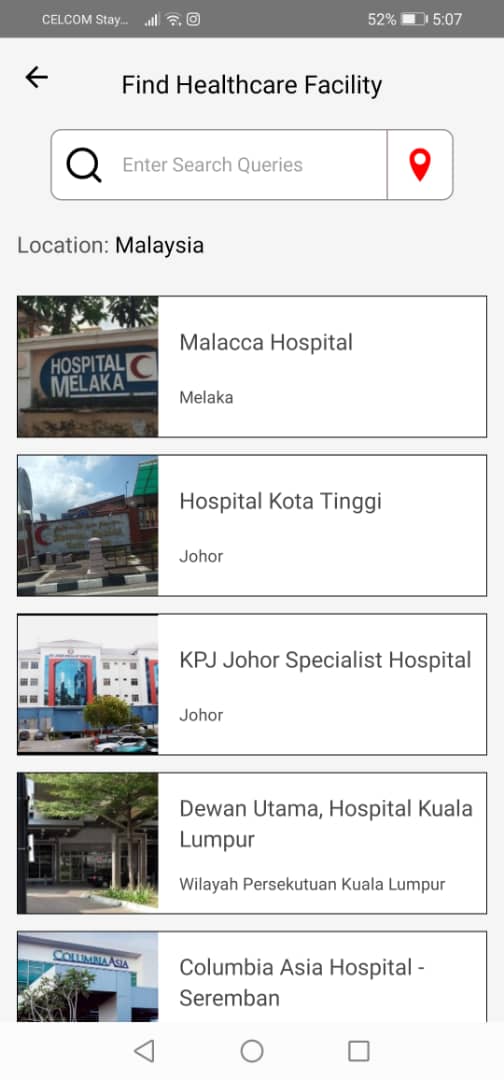 CELCOM Stay...
52% 5:07
Find Healthcare Facility
Enter Search Queries
Location: Malaysia
HOSPITAL
MELAKA
Malacca Hospital
Melaka
Hospital Kota Tinggi
Johor
KPJ Johor Specialist Hospital
Johor
Dewan Utama, Hospital Kuala
Lumpur
Wilayah Persekutuan Kuala Lumpur
COLUMBIA ASIA
Columbia Asia Hospital -
Seremban